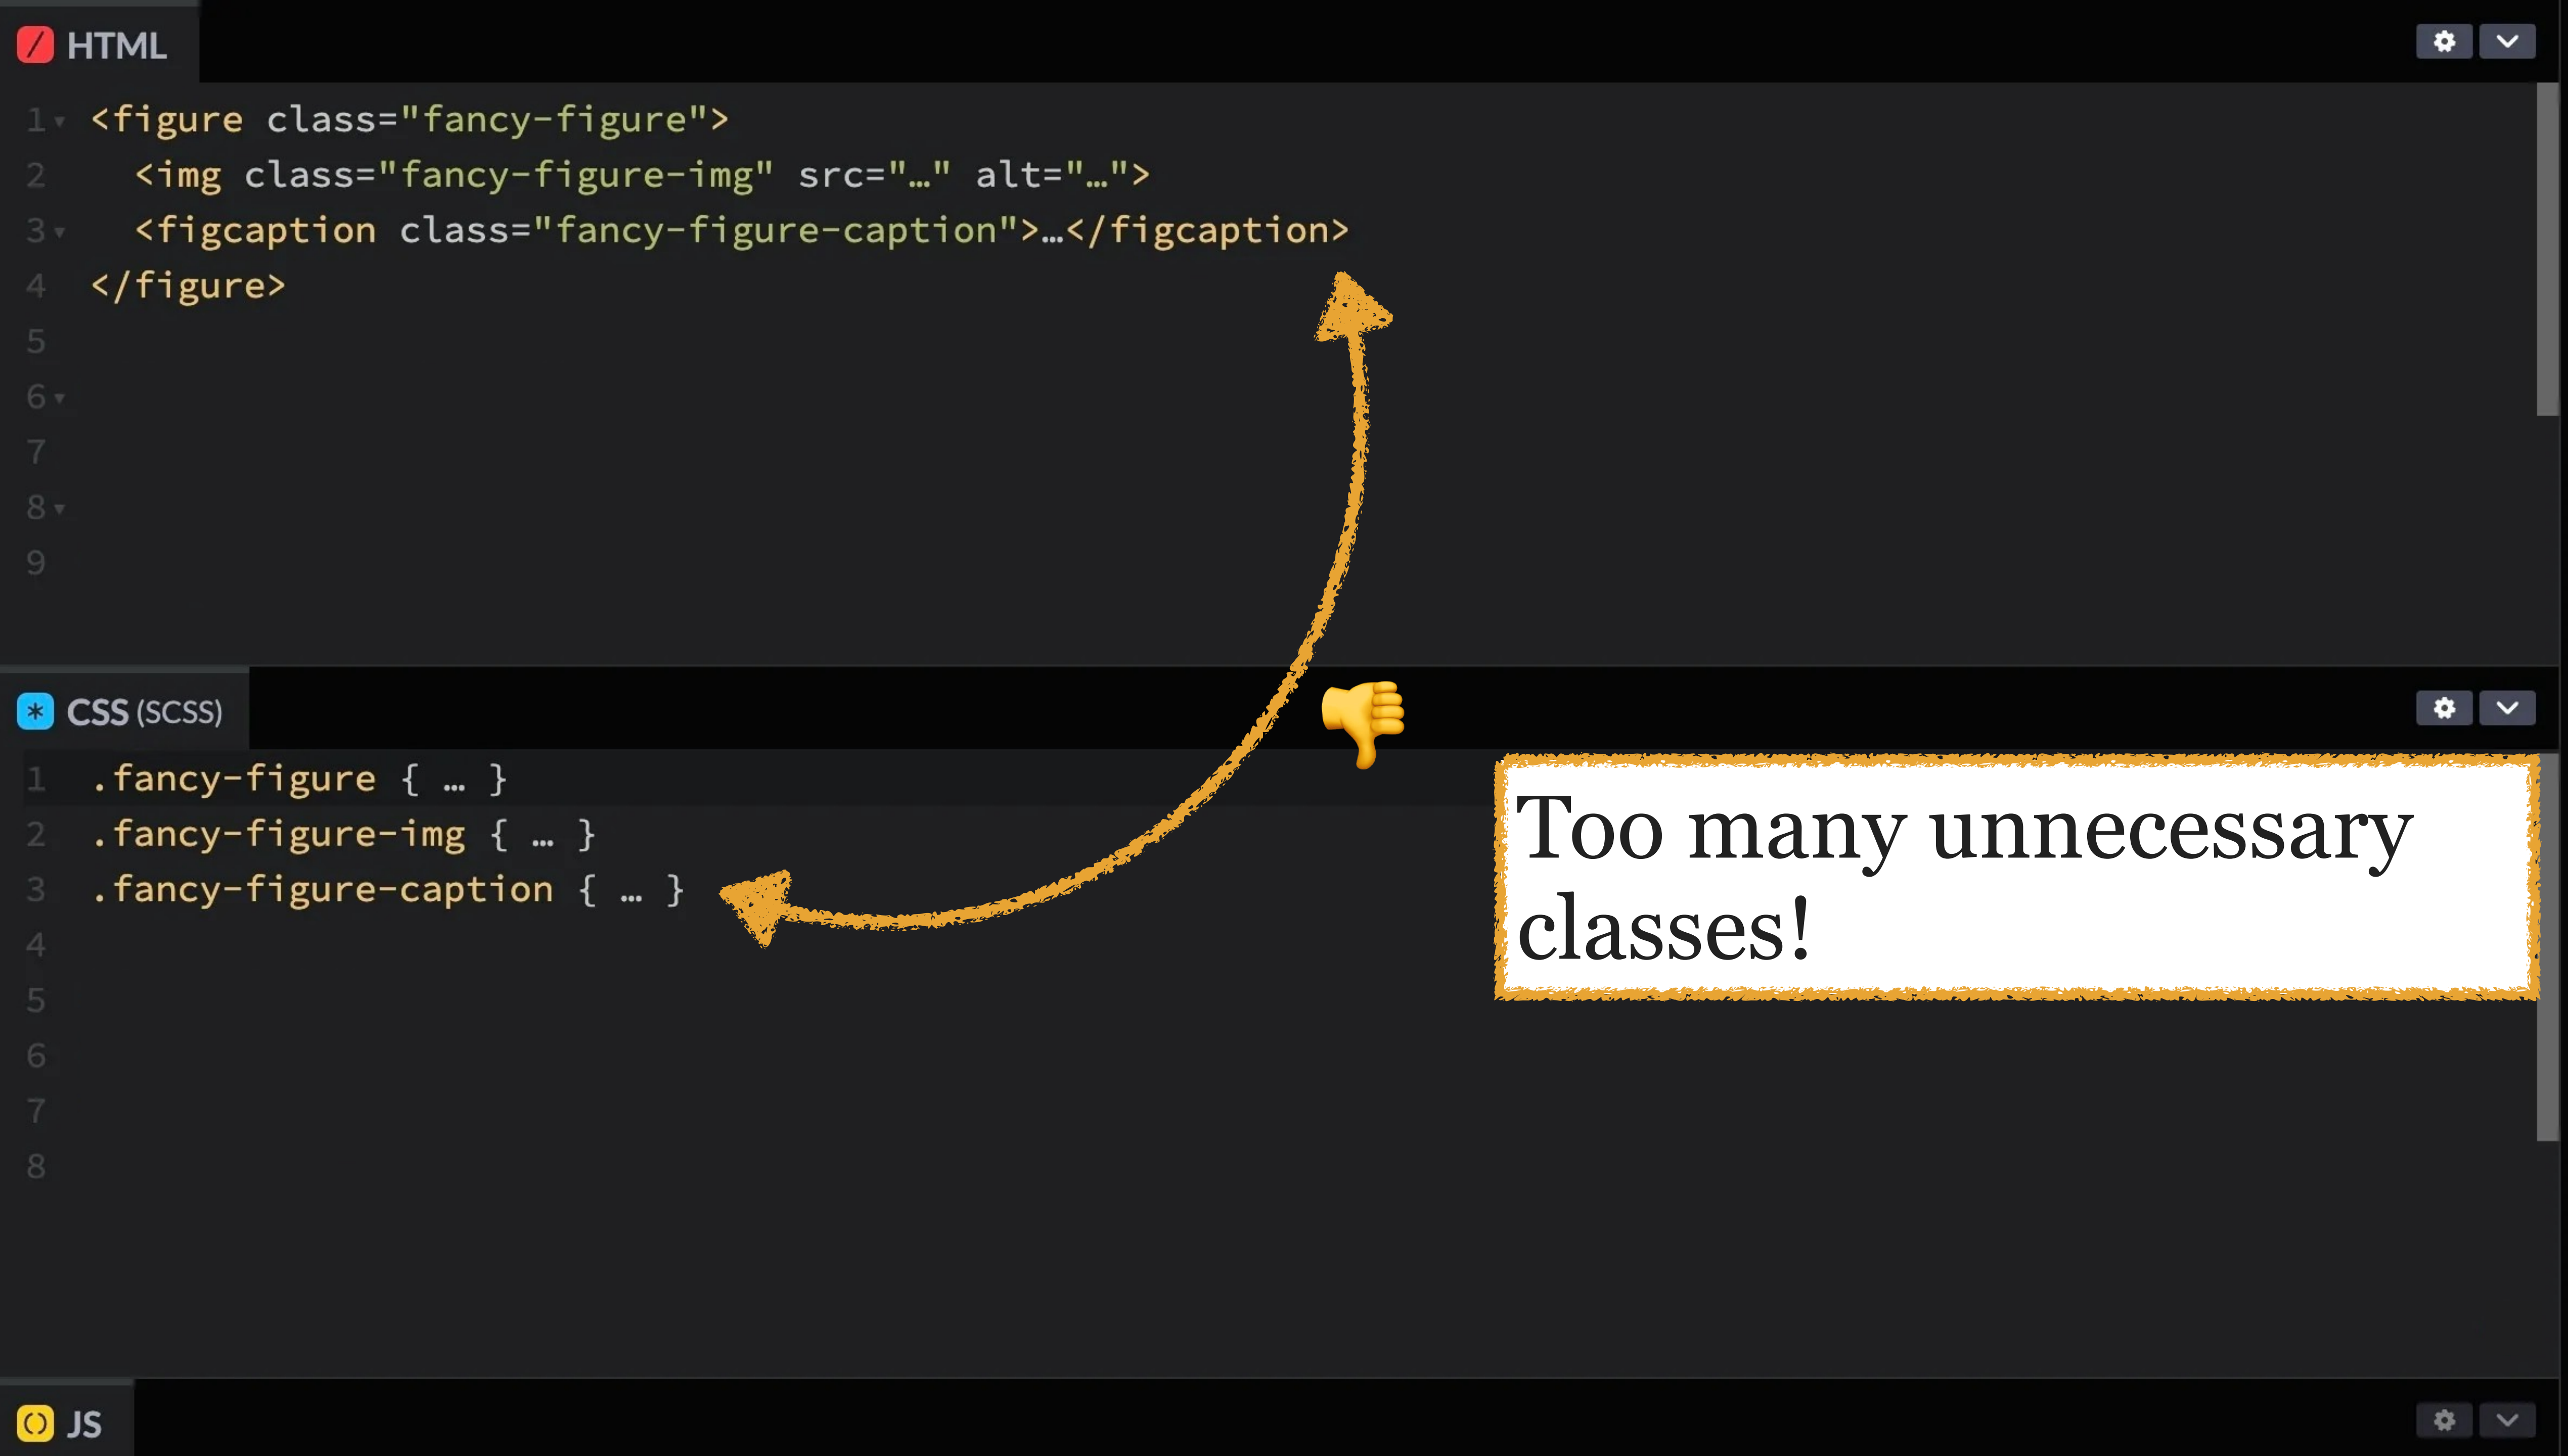 HTML
1 <figure class="fancy-figure">
2 <img class="fancy-figure-img" src="…" alt="…">
3 <figcaption class="fancy-figure-caption">…</figcaption>
4 </figure>
5
6
7
8
9
CSS (SCSS)
1 .fancy-figure { … }
2 .fancy-figure-img { … }
3 .fancy-figure-caption { … }
4
5
6
7
8
Too many unnecessary
classes!
JS